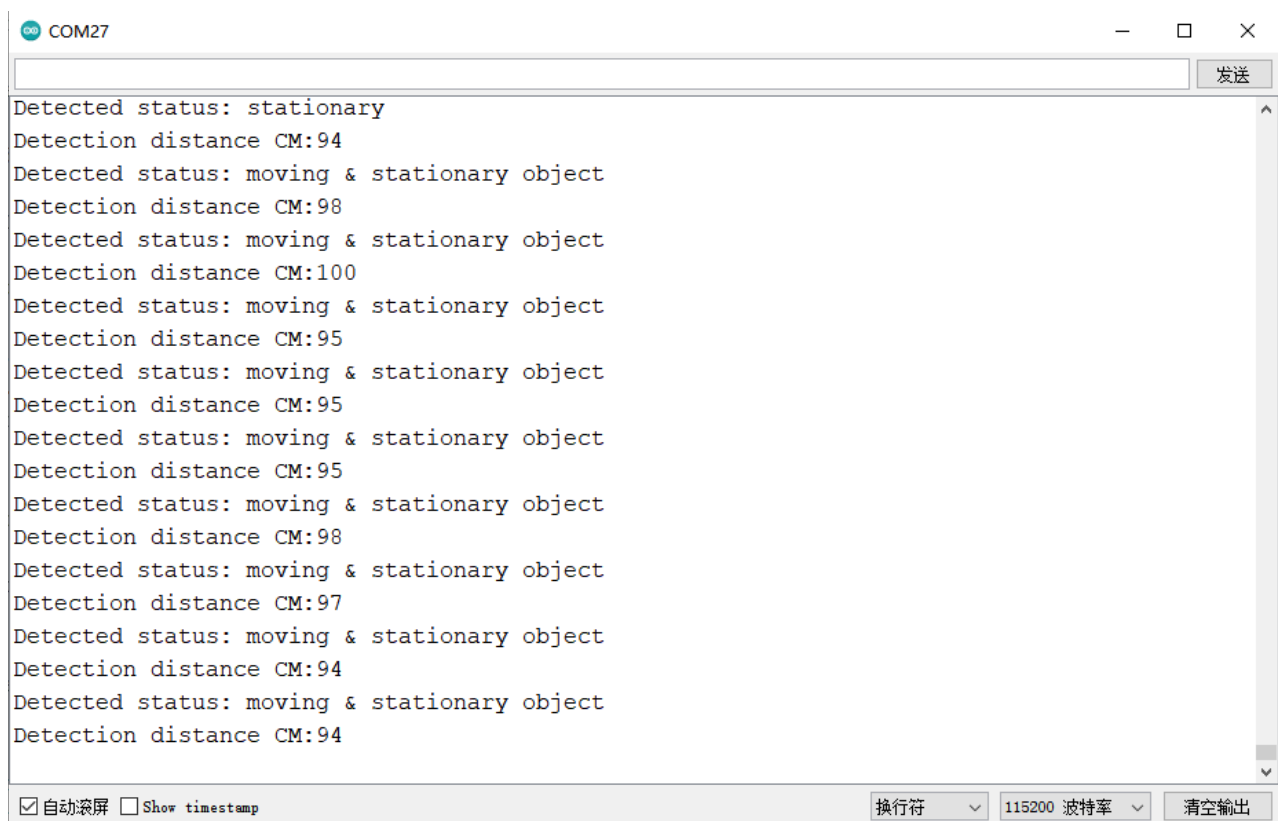 COM27
发送
Detected status: stationary
Detection distance CM:94
Detected status: moving & stationary object
Detection distance CM:98
Detected status: moving & stationary object
Detection distance CM:100
Detected status: moving & stationary object
Detection distance CM:95
Detected status: moving & stationary object
Detection distance CM:95
Detected status: moving & stationary object
Detection distance CM:95
Detected status: moving & stationary object
Detection distance CM:98
Detected status: moving & stationary object
Detection distance CM:97
Detected status: moving & stationary object
Detection distance CM:94
Detected status: moving & stationary object
Detection distance CM:94
自动滚屏 Show timestamp 换行符 115200 波特率 清空输出